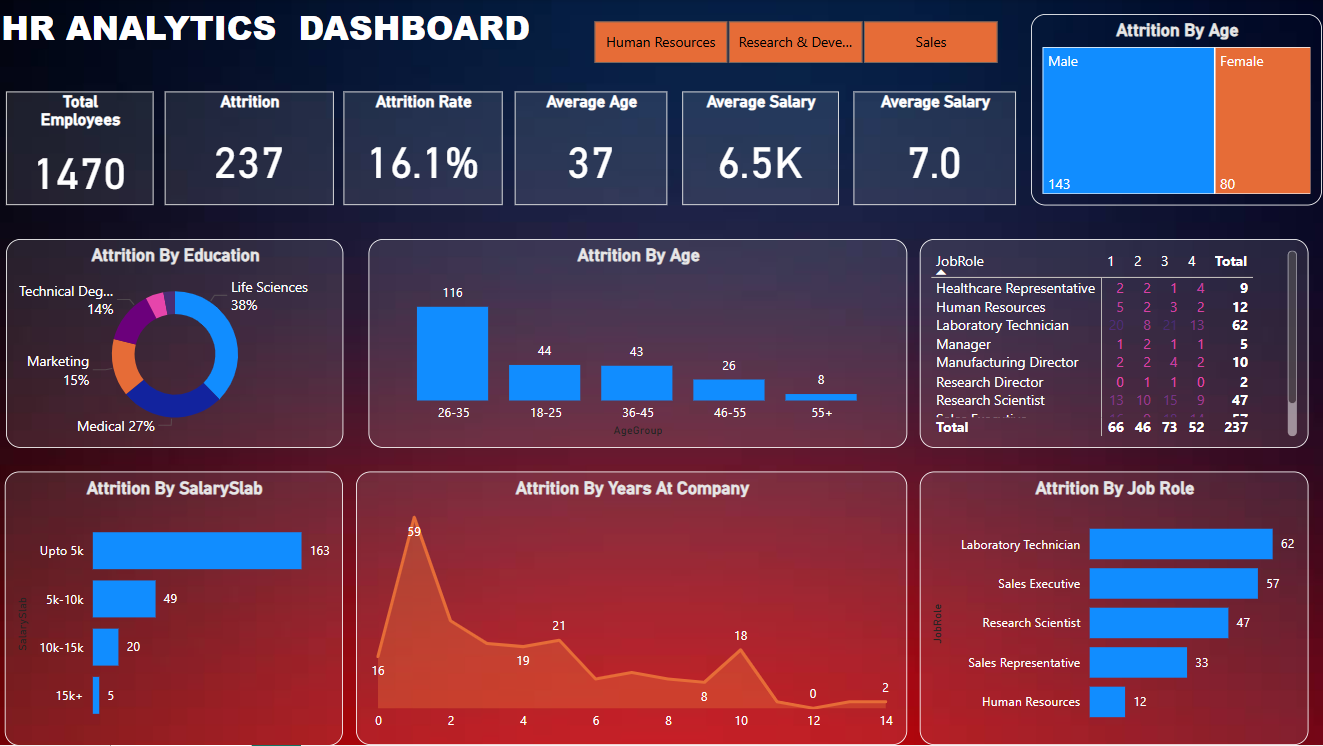 HR ANALYTICS DASHBOARD
Human Resources
Research & Deve...
Sales
Attrition By Age
Male
143
Female
80
Total
Employees
1470
Attrition
237
Attrition Rate
16.1%
Average Age
37
Average Salary
6.5K
Average Salary
7.0
Attrition By Education
Life Sciences
38%
Technical Deg...
14%
Marketing
15%
Medical 27%
Attrition By Age
116
44
43
26
8
26-35
18-25
36-45
46-55
55+
AgeGroup
JobRole 1 2 3 4 Total
Healthcare Representative 2 2 1 4 9
Human Resources 5 2 3 2 12
Laboratory Technician 20 8 21 13 62
Manager 1 2 1 1 5
Manufacturing Director 2 2 4 2 10
Research Director 0 1 1 0 2
Research Scientist 13 10 15 9 47
Sales Executive 57
Total 66 46 73 52 237
Attrition By SalarySlab
SalarySlab
Upto 5k 163
5k-10k 49
10k-15k 20
15k+ 5
Attrition By Years At Company
59
16
19
21
8
18
0
2
0 2 4 6 8 10 12 14
Attrition By Job Role
JobRole
Laboratory Technician 62
Sales Executive 57
Research Scientist 47
Sales Representative 33
Human Resources 12